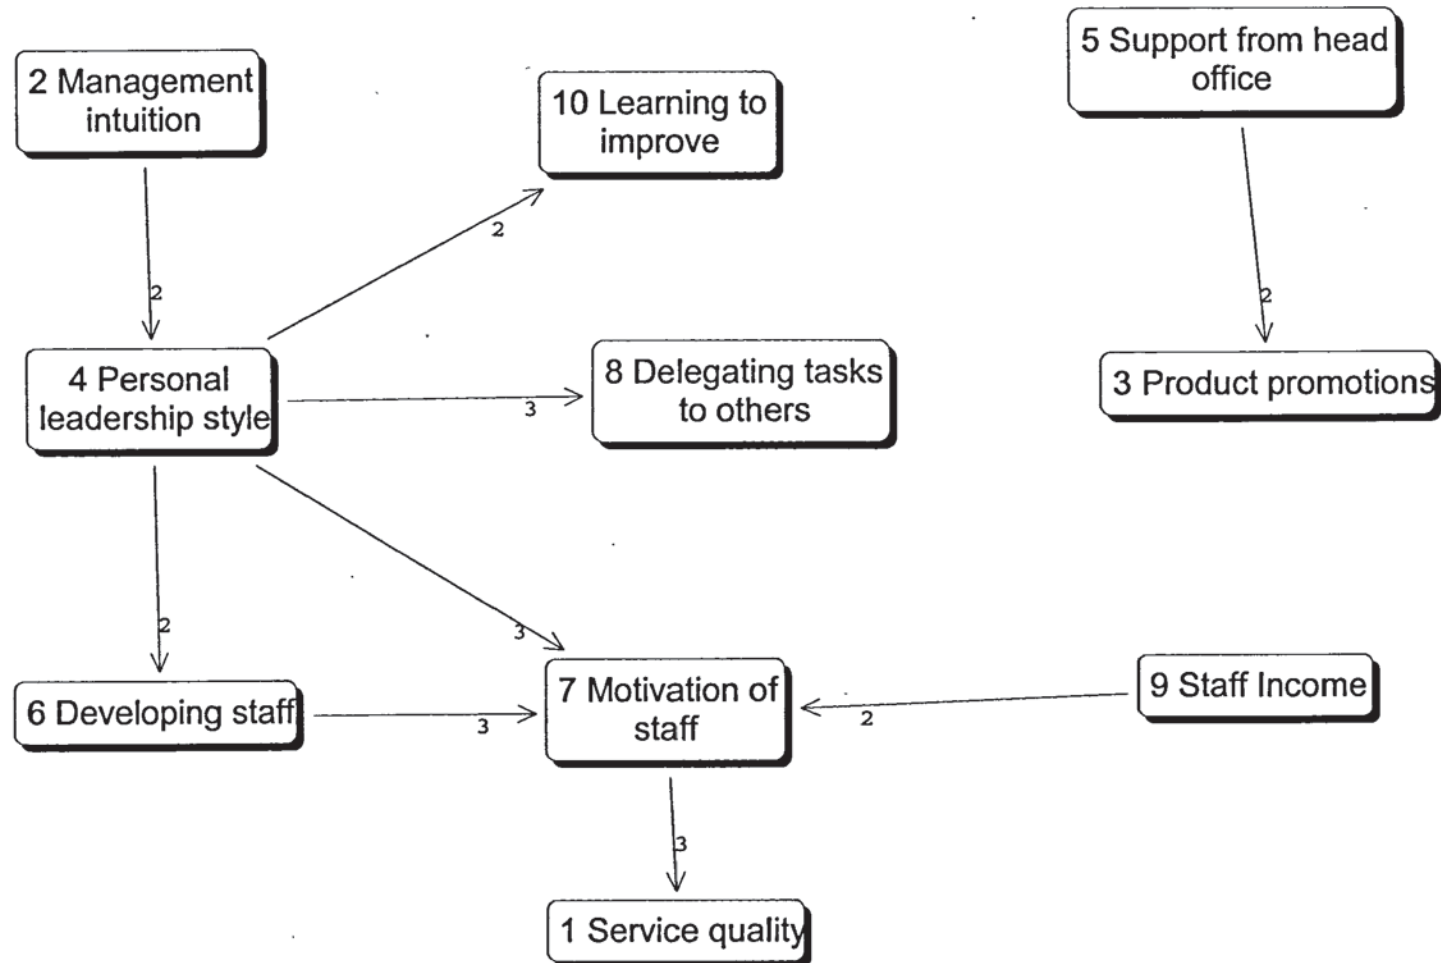 2 Management
intuition
10 Learning to
improve
5 Support from head
office
2
2
2
4 Personal
leadership style
3
8 Delegating tasks
to others
3 Product promotions
2
3
6 Developing staff
3
7 Motivation of
staff
2
9 Staff Income
3
1 Service quality